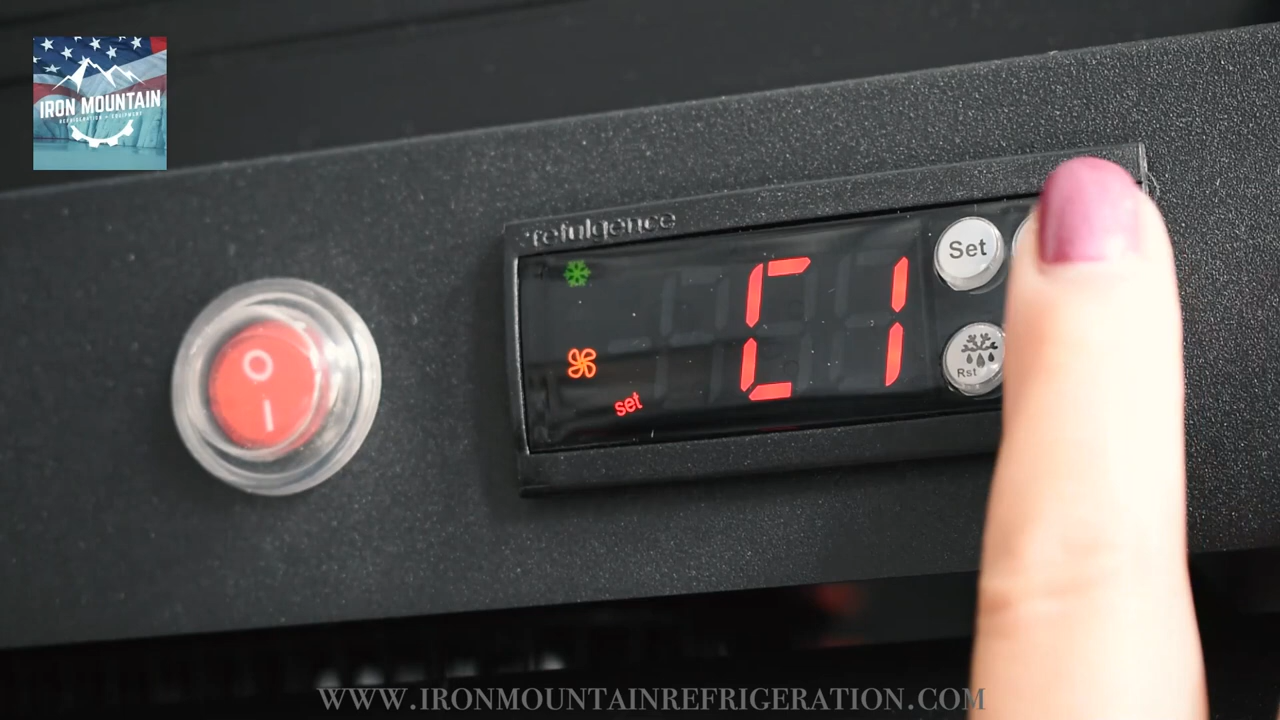 IRON MOUNTAIN
REFRIGERATION + EQUIPMENT
refulgence
Set
C1
Rst
set
O
I
WWW.IRONMOUNTAINREFRIGERATION.COM